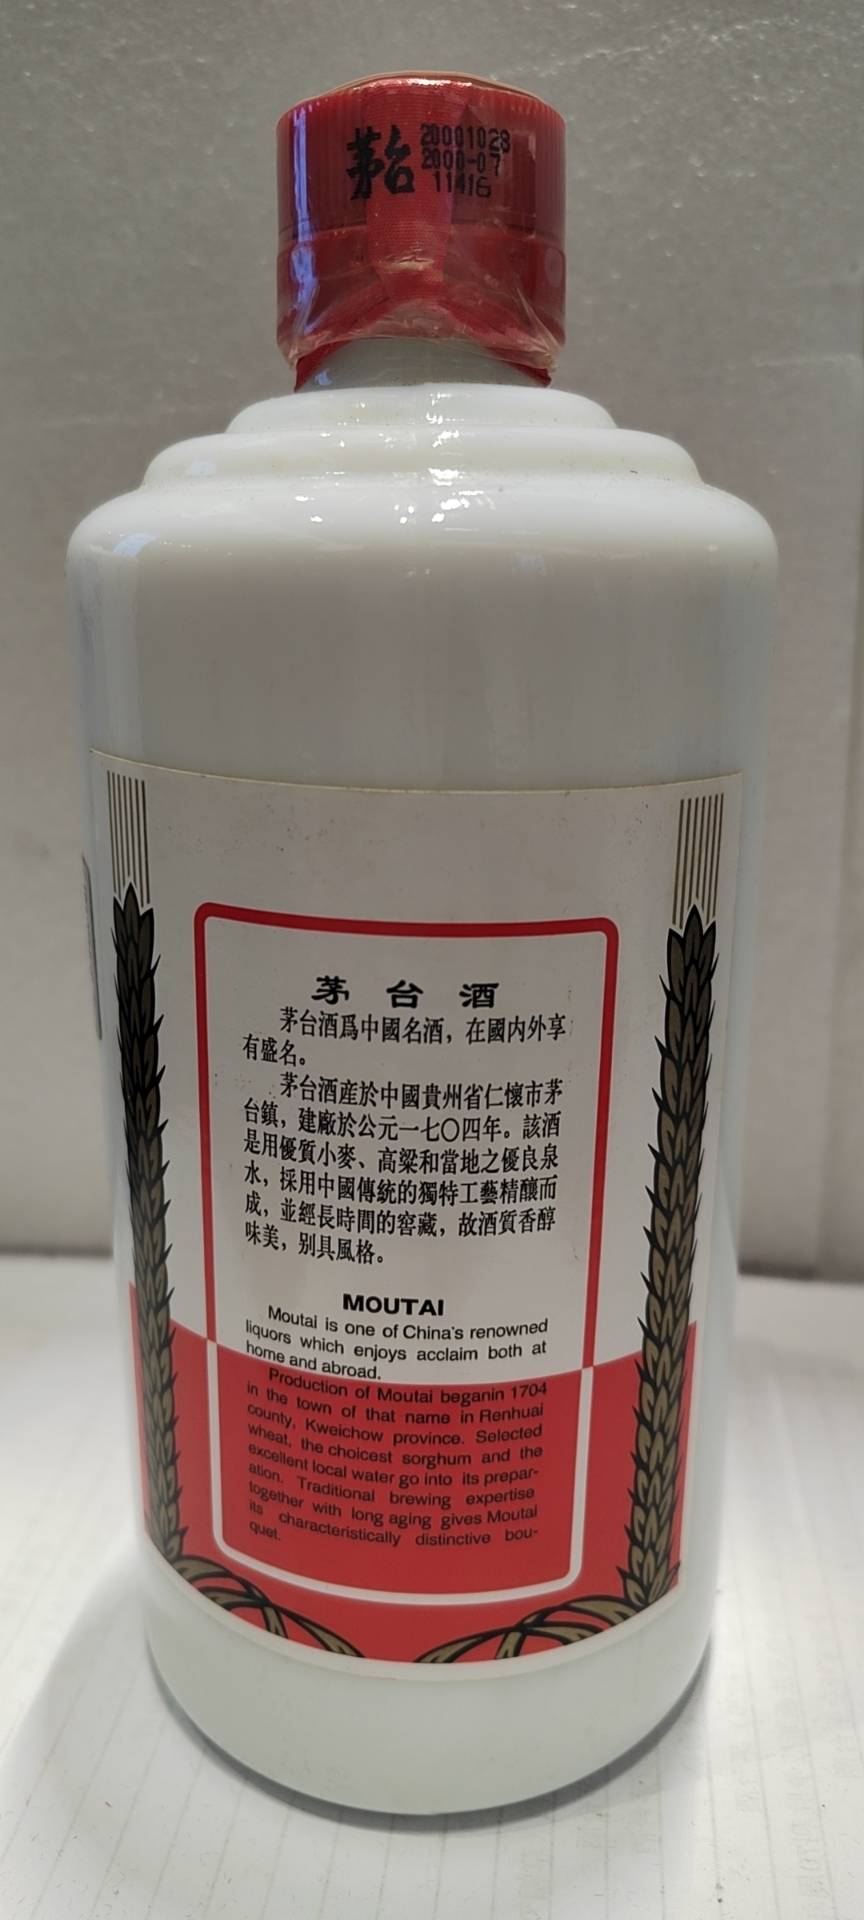 茅台
20001028
2000-07
11416
茅台酒
茅台酒爲中國名酒，在國内外享
有盛名。
茅台酒産於中國貴州省仁懷市茅
台鎮，建廠於公元一七〇四年。該酒
是用優質小麥、高粱和當地之優良泉
水，採用中國傳統的獨特工藝精釀而
成，並經長時間的窖藏，故酒質香醇
味美，别具風格。
MOUTAI
Moutai is one of China's renowned
liquors which enjoys acclaim both at
home and abroad.
Production of Moutai beganin 1704
in the town of that name in Renhuai
county, Kweichow province. Selected
wheat, the choicest sorghum and the
excellent local water go into its prepar-
ation. Traditional brewing expertise
together with long aging gives Moutai
its characteristically distinctive bou-
quet.